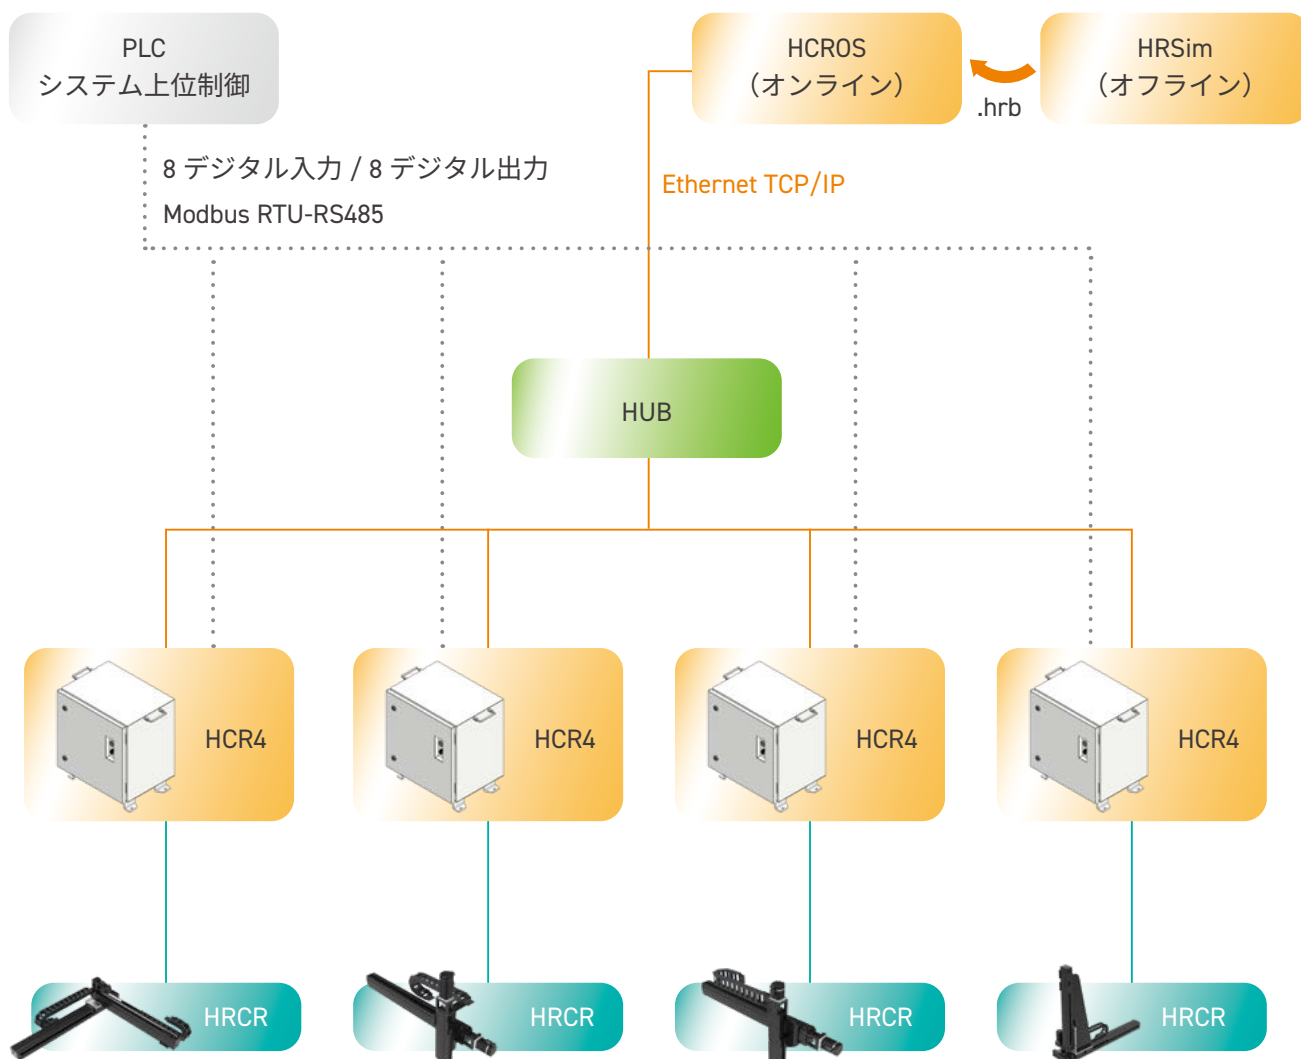 PLC
システム上位制御
HCROS
（オンライン）
HRSim
（オフライン）
.hrb
8 デジタル入力 / 8 デジタル出力
Modbus RTU-RS485
Ethernet TCP/IP
HUB
HCR4
HCR4
HCR4
HCR4
HRCR
HRCR
HRCR
HRCR